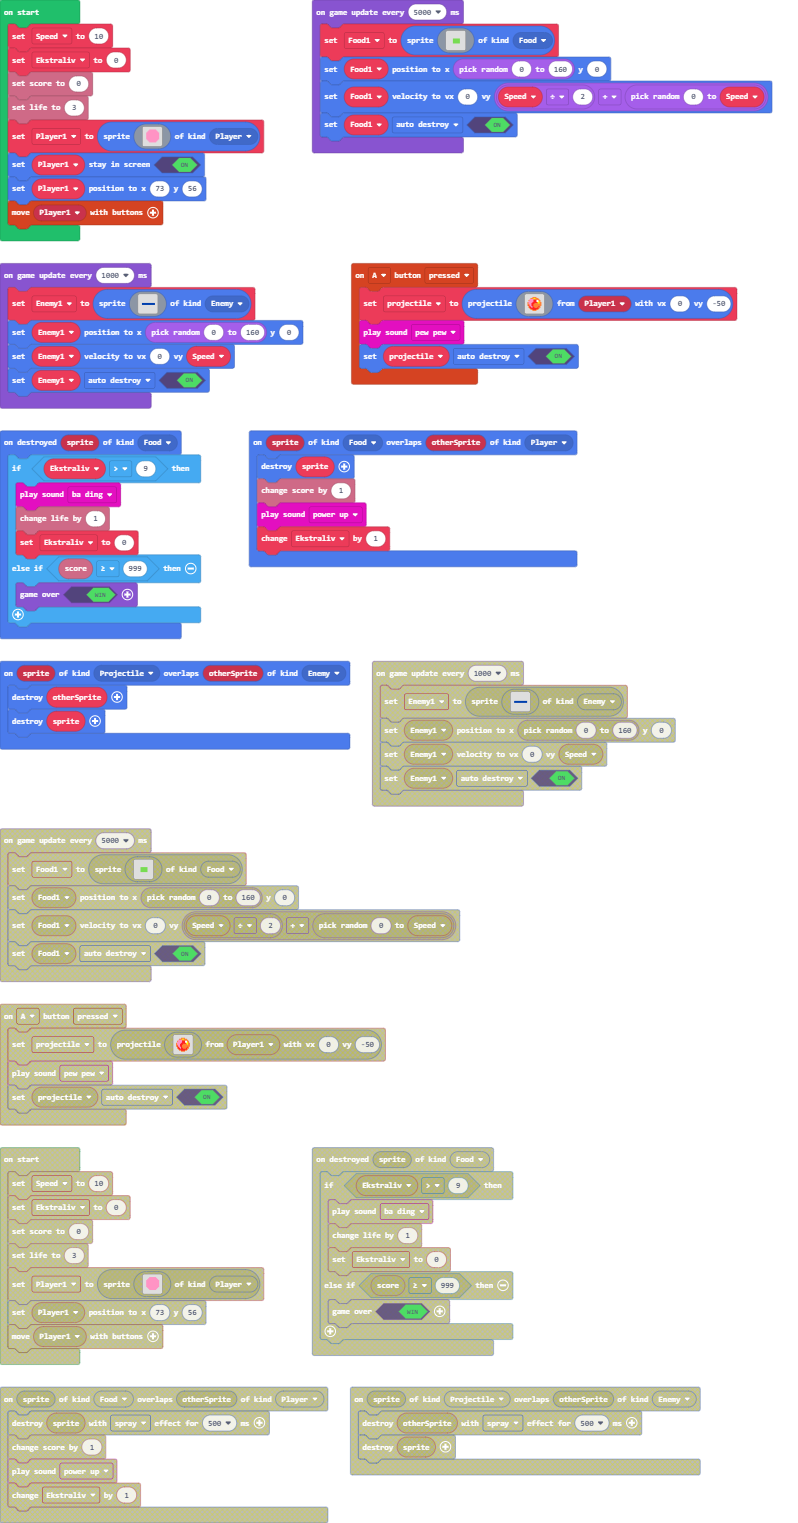 on start
set Speed to 10
set Ekstraliv to 0
set score to 0
set life to 3
set Player1 to sprite of kind Player
set Player1 stay in screen ON
set Player1 position to x 73 y 56
move Player1 with buttons
on game update every 5000 ms
set Food1 to sprite of kind Food
set Food1 position to x pick random 0 to 160 y 0
set Food1 velocity to vx 0 vy Speed ÷ 2 + pick random 0 to Speed
set Food1 auto destroy ON
on game update every 1000 ms
set Enemy1 to sprite of kind Enemy
set Enemy1 position to x pick random 0 to 160 y 0
set Enemy1 velocity to vx 0 vy Speed
set Enemy1 auto destroy ON
on A button pressed
set projectile to projectile from Player1 with vx 0 vy -50
play sound pew pew
set projectile auto destroy ON
on destroyed sprite of kind Food
if Ekstraliv > 9 then
play sound ba ding
change life by 1
set Ekstraliv to 0
else if score ≥ 999 then
game over WIN
on sprite of kind Food overlaps otherSprite of kind Player
destroy sprite
change score by 1
play sound power up
change Ekstraliv by 1
on sprite of kind Projectile overlaps otherSprite of kind Enemy
destroy otherSprite
destroy sprite
on game update every 1000 ms
set Enemy1 to sprite of kind Enemy
set Enemy1 position to x pick random 0 to 160 y 0
set Enemy1 velocity to vx 0 vy Speed
set Enemy1 auto destroy ON
on game update every 5000 ms
set Food1 to sprite of kind Food
set Food1 position to x pick random 0 to 160 y 0
set Food1 velocity to vx 0 vy Speed ÷ 2 + pick random 0 to Speed
set Food1 auto destroy ON
on A button pressed
set projectile to projectile from Player1 with vx 0 vy -50
play sound pew pew
set projectile auto destroy ON
on start
set Speed to 10
set Ekstraliv to 0
set score to 0
set life to 3
set Player1 to sprite of kind Player
set Player1 position to x 73 y 56
move Player1 with buttons
on destroyed sprite of kind Food
if Ekstraliv > 9 then
play sound ba ding
change life by 1
set Ekstraliv to 0
else if score ≥ 999 then
game over WIN
on sprite of kind Food overlaps otherSprite of kind Player
destroy sprite with spray effect for 500 ms
change score by 1
play sound power up
change Ekstraliv by 1
on sprite of kind Projectile overlaps otherSprite of kind Enemy
destroy otherSprite with spray effect for 500 ms
destroy sprite